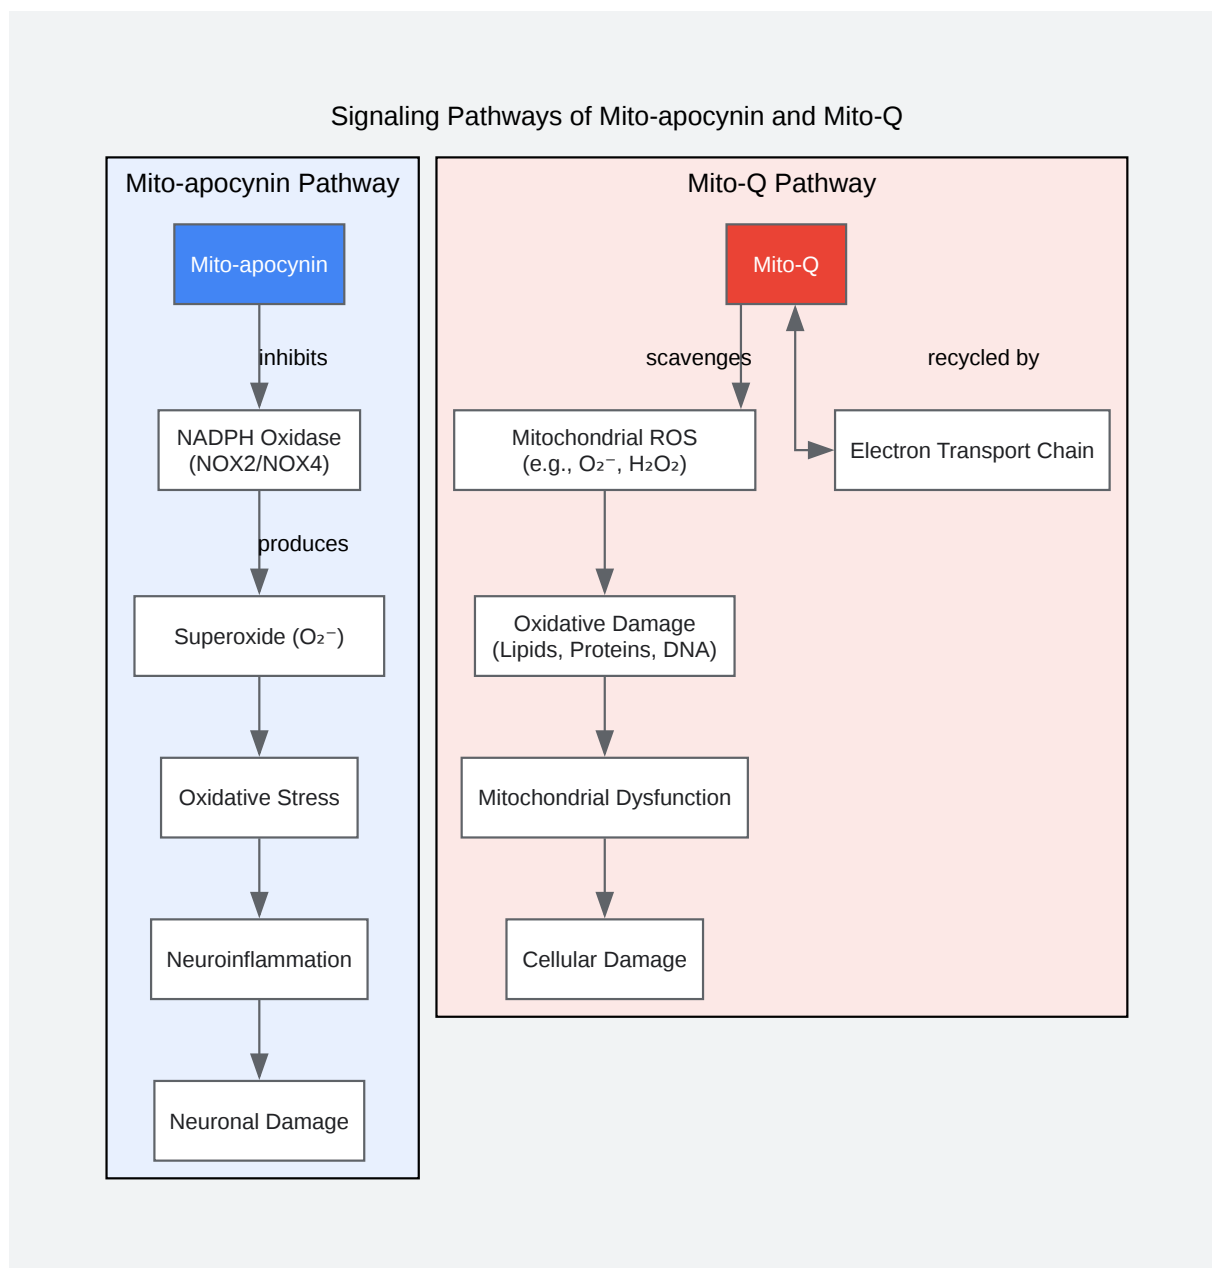 Signaling Pathways of Mito-apocynin and Mito-Q
Mito-apocynin Pathway
Mito-apocynin
inhibits
NADPH Oxidase
(NOX2/NOX4)
produces
Superoxide (O₂⁻)
Oxidative Stress
Neuroinflammation
Neuronal Damage
Mito-Q Pathway
Mito-Q
scavenges
recycled by
Mitochondrial ROS
(e.g., O₂⁻, H₂O₂)
Electron Transport Chain
Oxidative Damage
(Lipids, Proteins, DNA)
Mitochondrial Dysfunction
Cellular Damage